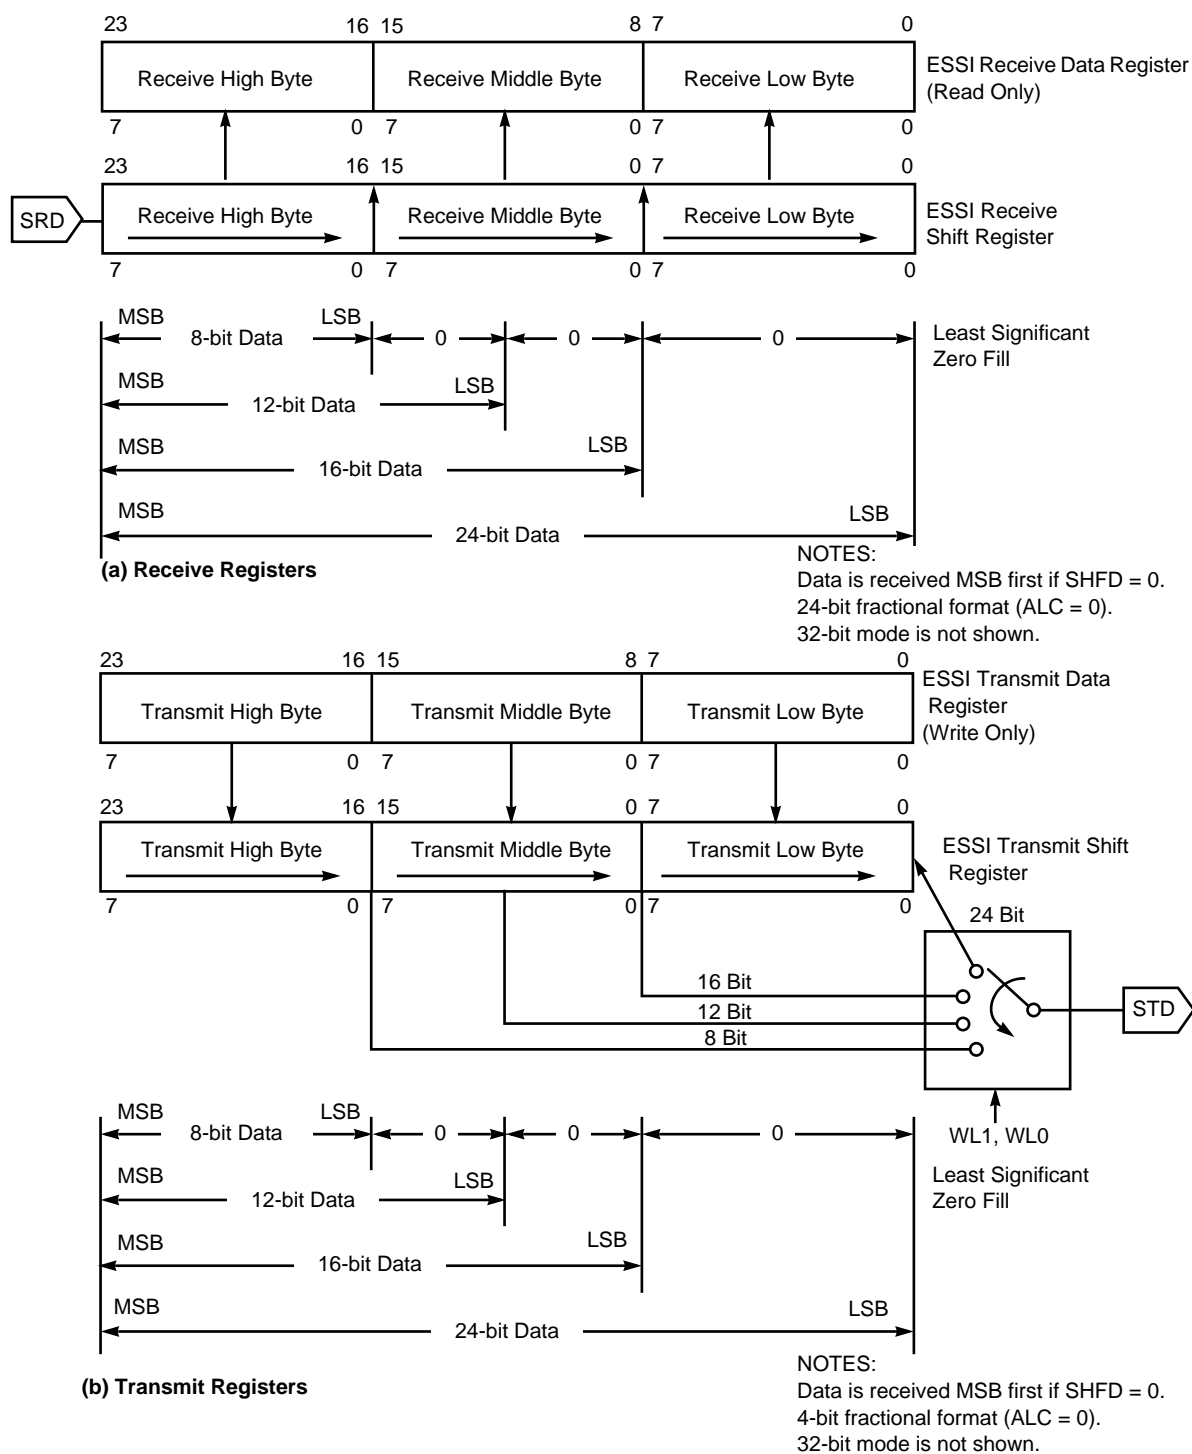 23 16 15 8 7 0
Receive High Byte Receive Middle Byte Receive Low Byte
ESSI Receive Data Register
(Read Only)
7 0 7 0 7 0
23 16 15 0 7 0
SRD
Receive High Byte Receive Middle Byte Receive Low Byte
ESSI Receive
Shift Register
7 0 7 0 7 0
MSB LSB
8-bit Data 0 0 0
Least Significant
Zero Fill
MSB LSB
12-bit Data
MSB LSB
16-bit Data
MSB LSB
24-bit Data
(a) Receive Registers
NOTES:
Data is received MSB first if SHFD = 0.
24-bit fractional format (ALC = 0).
32-bit mode is not shown.
23 16 15 8 7 0
Transmit High Byte Transmit Middle Byte Transmit Low Byte
ESSI Transmit Data
Register
(Write Only)
7 0 7 0 7 0
23 16 15 0 7 0
Transmit High Byte Transmit Middle Byte Transmit Low Byte
ESSI Transmit Shift
Register
7 0 7 0 7 0
24 Bit
16 Bit
12 Bit
8 Bit
STD
WL1, WL0
MSB LSB
8-bit Data 0 0 0
Least Significant
Zero Fill
MSB LSB
12-bit Data
MSB LSB
16-bit Data
MSB LSB
24-bit Data
(b) Transmit Registers
NOTES:
Data is received MSB first if SHFD = 0.
4-bit fractional format (ALC = 0).
32-bit mode is not shown.